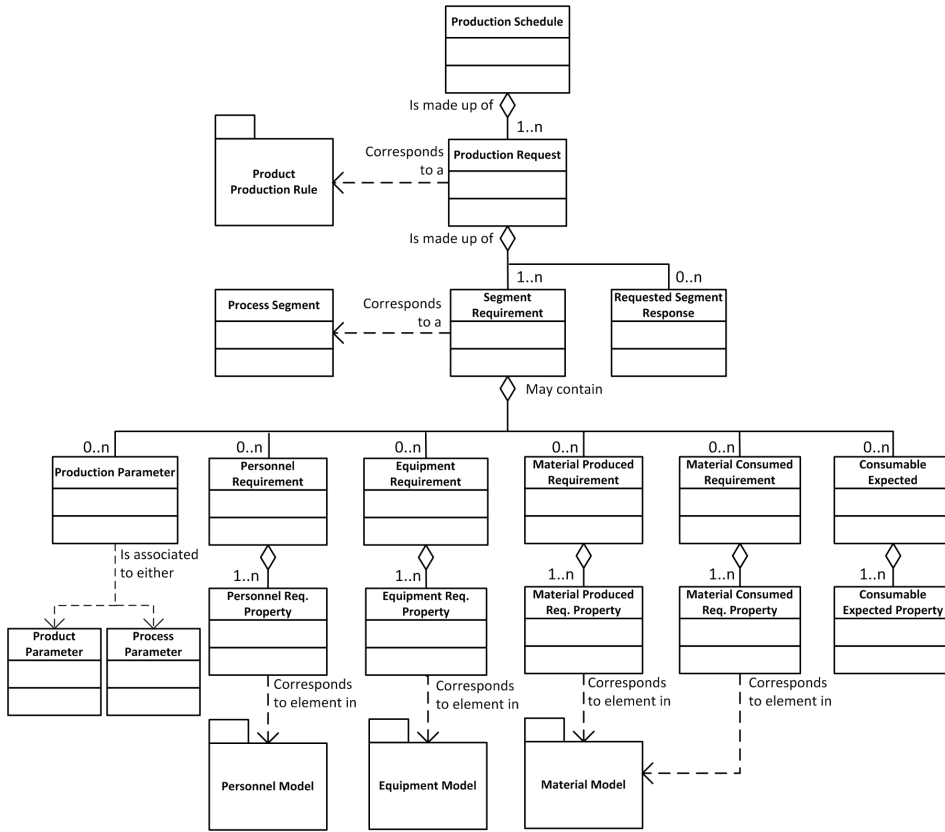 Production Schedule
Is made up of
1..n
Product
Production Rule
Corresponds
to a
Production Request
Is made up of
1..n
0..n
Process Segment
Corresponds
to a
Segment
Requirement
Requested Segment
Response
May contain
0..n
0..n
0..n
0..n
0..n
0..n
Production Parameter
Personnel
Requirement
Equipment
Requirement
Material Produced
Requirement
Material Consumed
Requirement
Consumable
Expected
Is associated
to either
1..n
1..n
1..n
1..n
1..n
Product
Parameter
Process
Parameter
Personnel Req.
Property
Equipment Req.
Property
Material Produced
Req. Property
Material Consumed
Req. Property
Consumable
Expected Property
Corresponds
to element in
Corresponds
to element in
Corresponds
to element in
Corresponds
to element in
Personnel Model
Equipment Model
Material Model